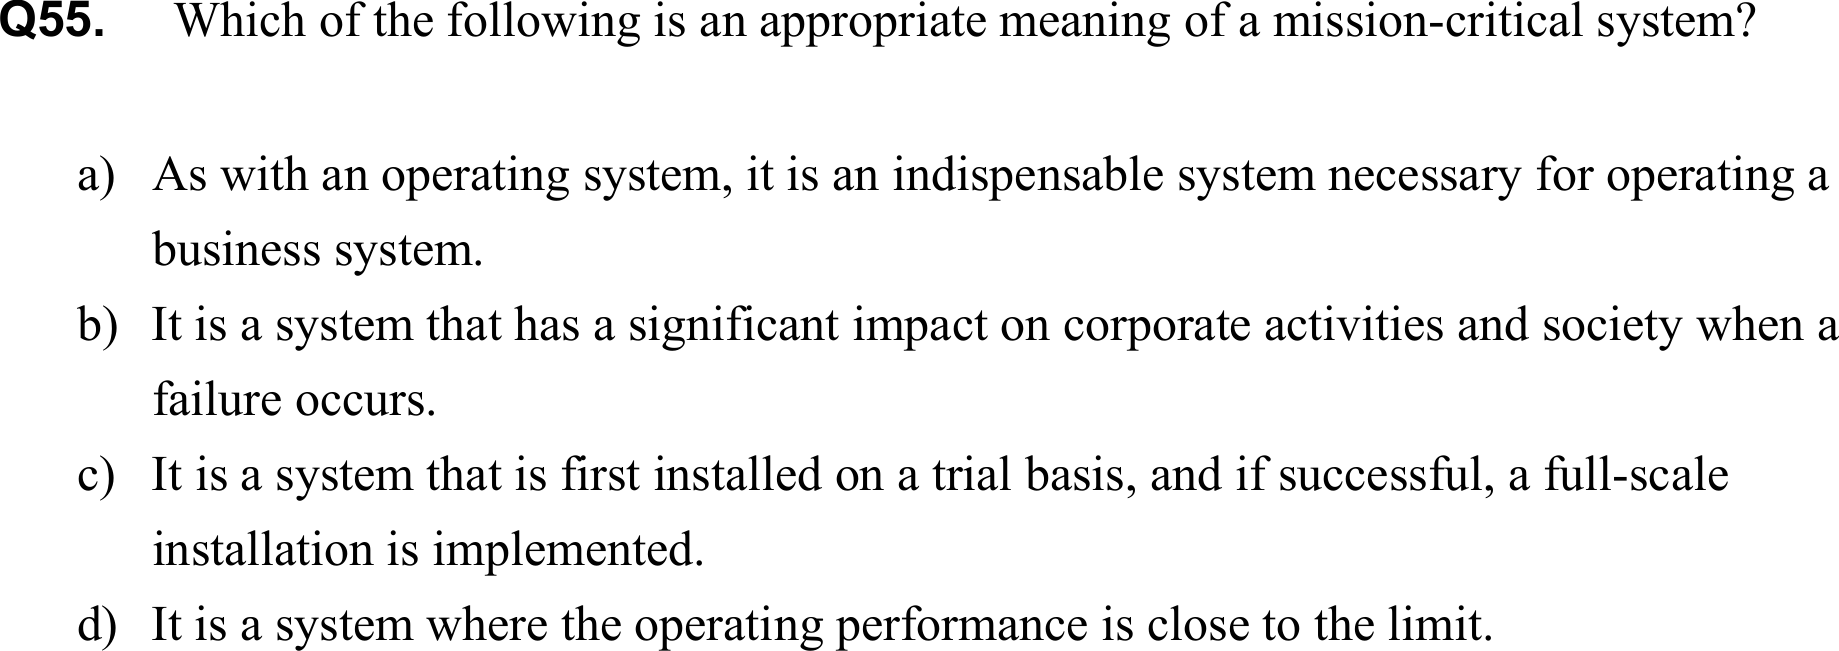 Q55. Which of the following is an appropriate meaning of a mission-critical system?
a) As with an operating system, it is an indispensable system necessary for operating a
business system.
b) It is a system that has a significant impact on corporate activities and society when a
failure occurs.
c) It is a system that is first installed on a trial basis, and if successful, a full-scale
installation is implemented.
d) It is a system where the operating performance is close to the limit.